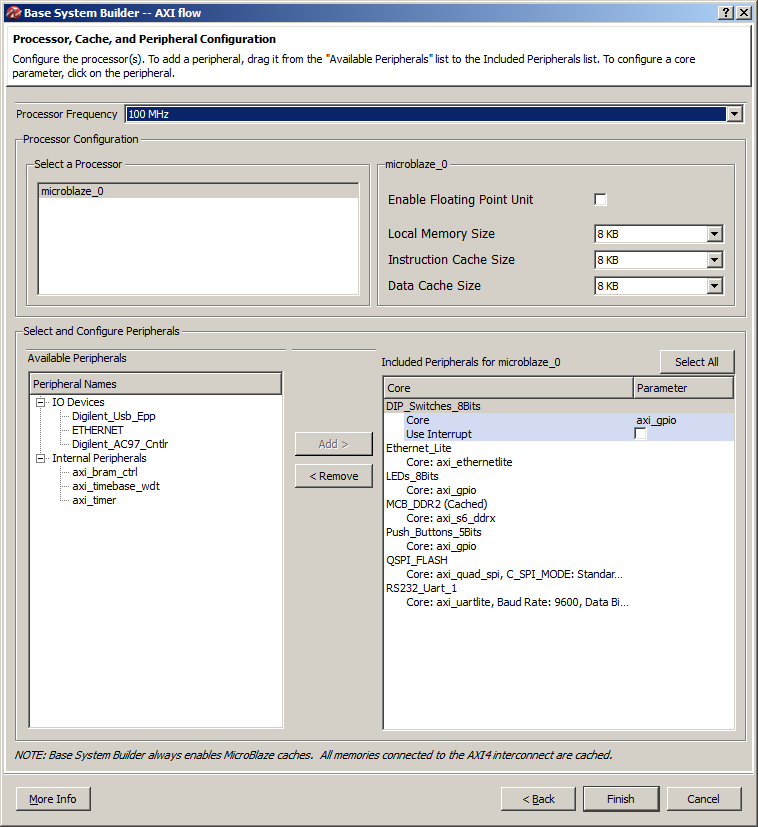 Base System Builder -- AXI flow
Processor, Cache, and Peripheral Configuration
Configure the processor(s). To add a peripheral, drag it from the "Available Peripherals" list to the Included Peripherals list. To configure a core
parameter, click on the peripheral.
Processor Frequency 100 MHz
Processor Configuration
Select a Processor
microblaze_0
microblaze_0
Enable Floating Point Unit
Local Memory Size 8 KB
Instruction Cache Size 8 KB
Data Cache Size 8 KB
Select and Configure Peripherals
Available Peripherals
Peripheral Names
IO Devices
Digilent_Usb_Epp
ETHERNET
Digilent_AC97_Cntlr
Internal Peripherals
axi_bram_ctrl
axi_timebase_wdt
axi_timer
Add >
< Remove
Included Peripherals for microblaze_0
Select All
Core Parameter
DIP_Switches_8Bits
Core axi_gpio
Use Interrupt
Ethernet_Lite
Core: axi_ethernetlite
LEDs_8Bits
Core: axi_gpio
MCB_DDR2 (Cached)
Core: axi_s6_ddrx
Push_Buttons_5Bits
Core: axi_gpio
QSPI_FLASH
Core: axi_quad_spi, C_SPI_MODE: Standar...
RS232_Uart_1
Core: axi_uartlite, Baud Rate: 9600, Data Bi...
NOTE: Base System Builder always enables MicroBlaze caches. All memories connected to the AXI4 interconnect are cached.
More Info
< Back
Finish
Cancel